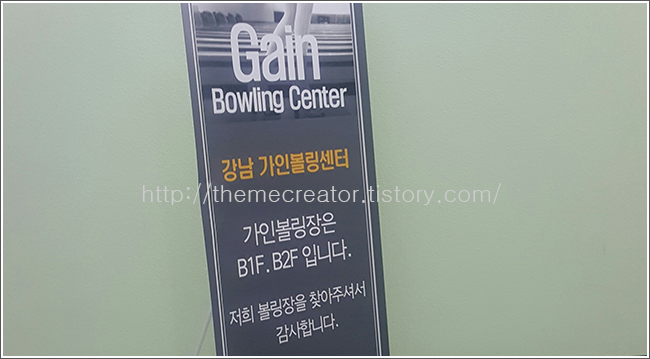 Gain
Bowling Center
강남 가인볼링센터
http://themecreator.tistory.com/
가인볼링장은
B1F. B2F 입니다.
저희 볼링장을 찾아주셔서
감사합니다.